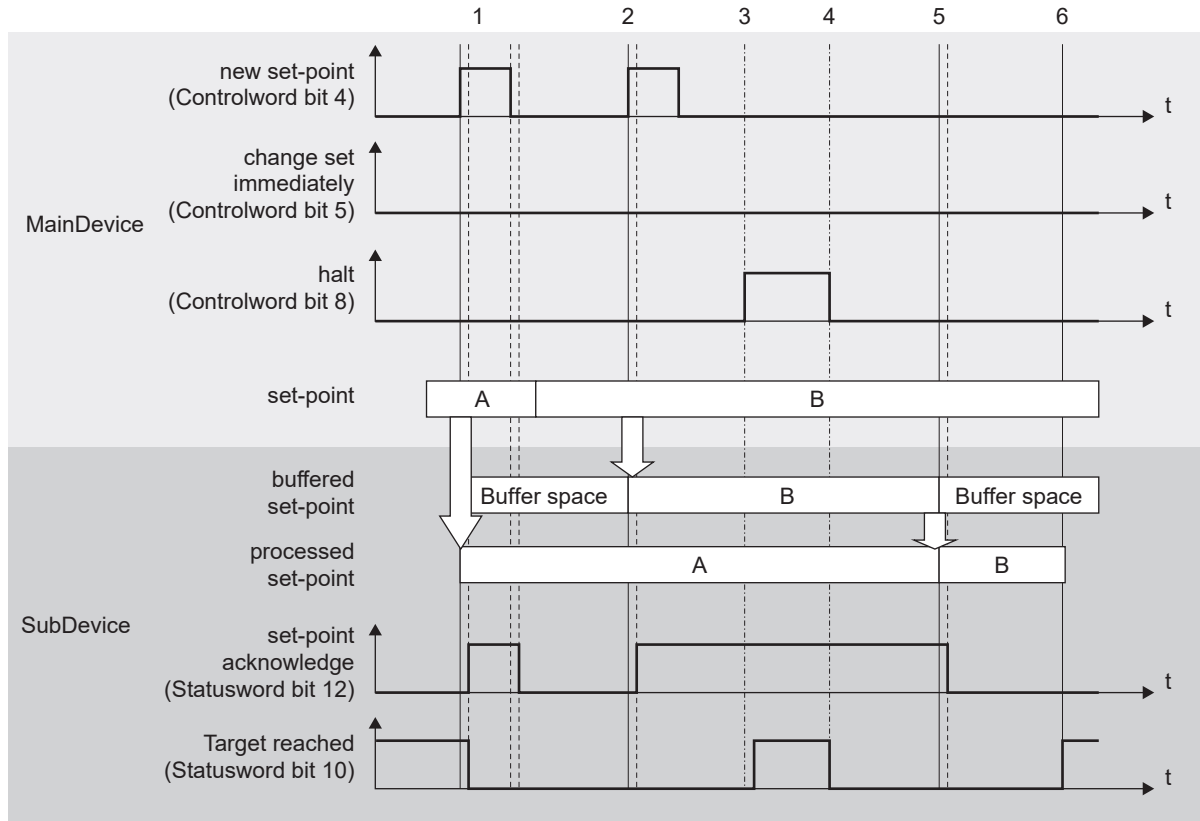 1 2 3 4 5 6
new set-point
(Controlword bit 4)
t
change set
immediately
(Controlword bit 5)
t
MainDevice
halt
(Controlword bit 8)
t
set-point
A B
buffered
set-point
Buffer space B Buffer space
processed
set-point
A B
SubDevice
set-point
acknowledge
(Statusword bit 12)
t
Target reached
(Statusword bit 10)
t